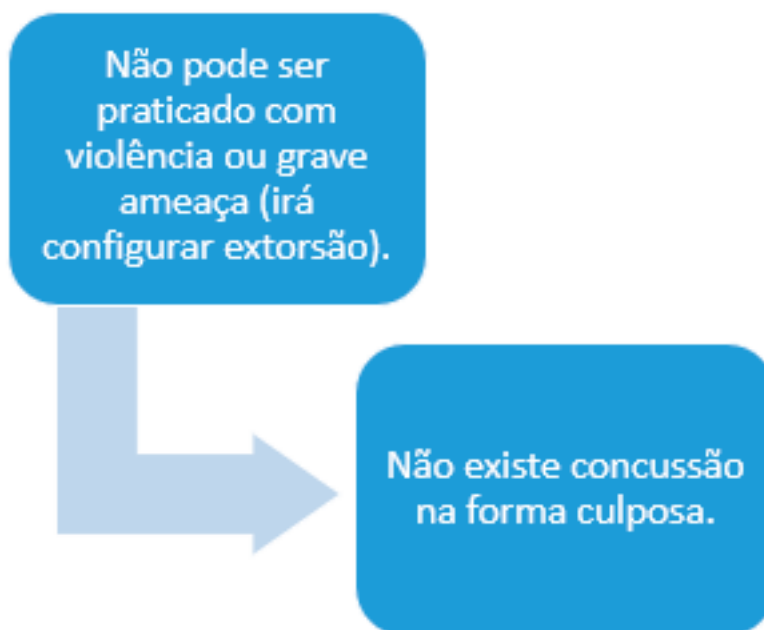 Não pode ser
praticado com
violência ou grave
ameaça (irá
configurar extorsão).
Não existe concussão
na forma culposa.